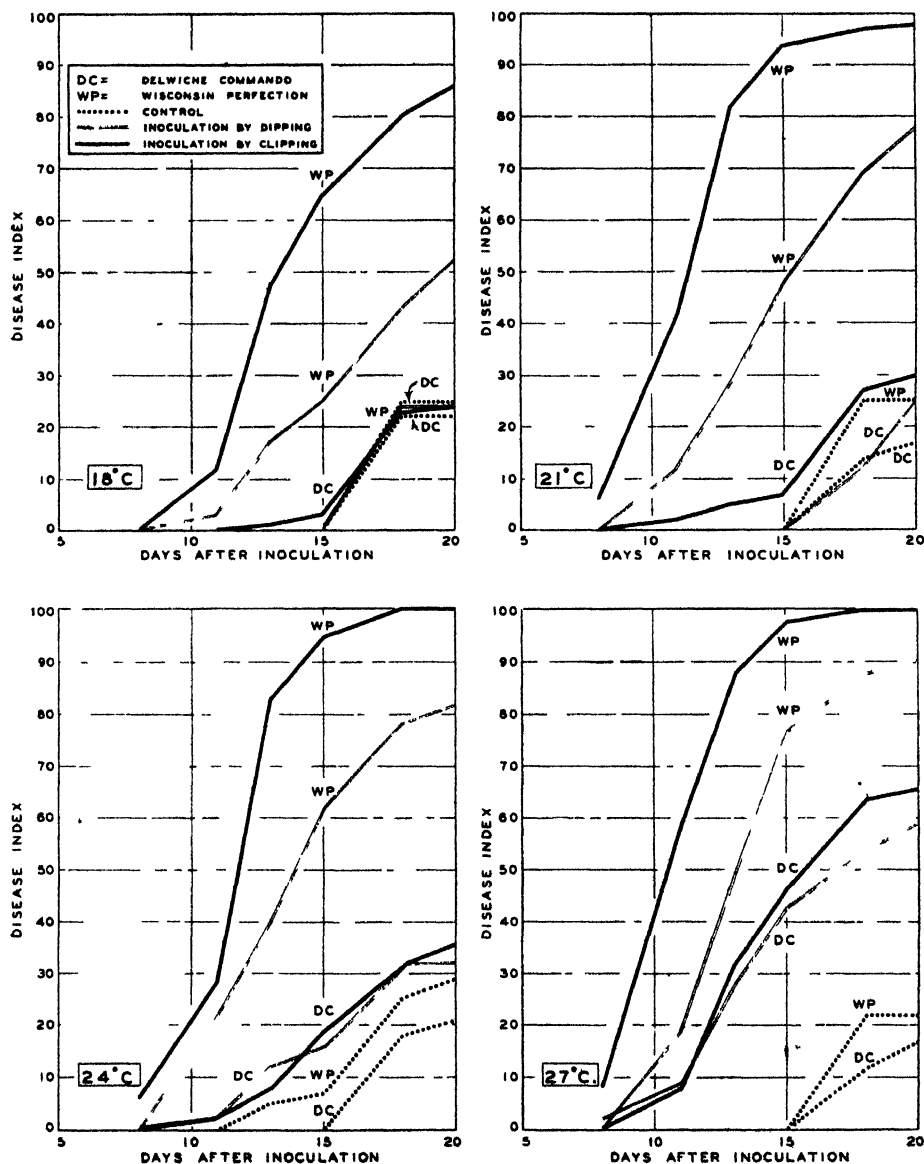 100
90
80
70
60
50
40
30
20
10
0
DISEASE INDEX
DC= DELWICHE COMMANDO
WP= WISCONSIN PERFECTION
CONTROL
INOCULATION BY DIPPING
INOCULATION BY CLIPPING
WP
WP
DC
WP
DC
DC
18°C
5 10 15 20
DAYS AFTER INOCULATION
100
90
80
70
60
50
40
30
20
10
0
DISEASE INDEX
WP
WP
WP
DC
DC
DC
21°C
5 10 15 20
DAYS AFTER INOCULATION
100
90
80
70
60
50
40
30
20
10
0
DISEASE INDEX
WP
WP
DC
DC
WP
DC
24°C
5 10 15 20
DAYS AFTER INOCULATION
100
90
80
70
60
50
40
30
20
10
0
DISEASE INDEX
WP
WP
DC
DC
WP
DC
27°C.
5 10 15 20
DAYS AFTER INOCULATION